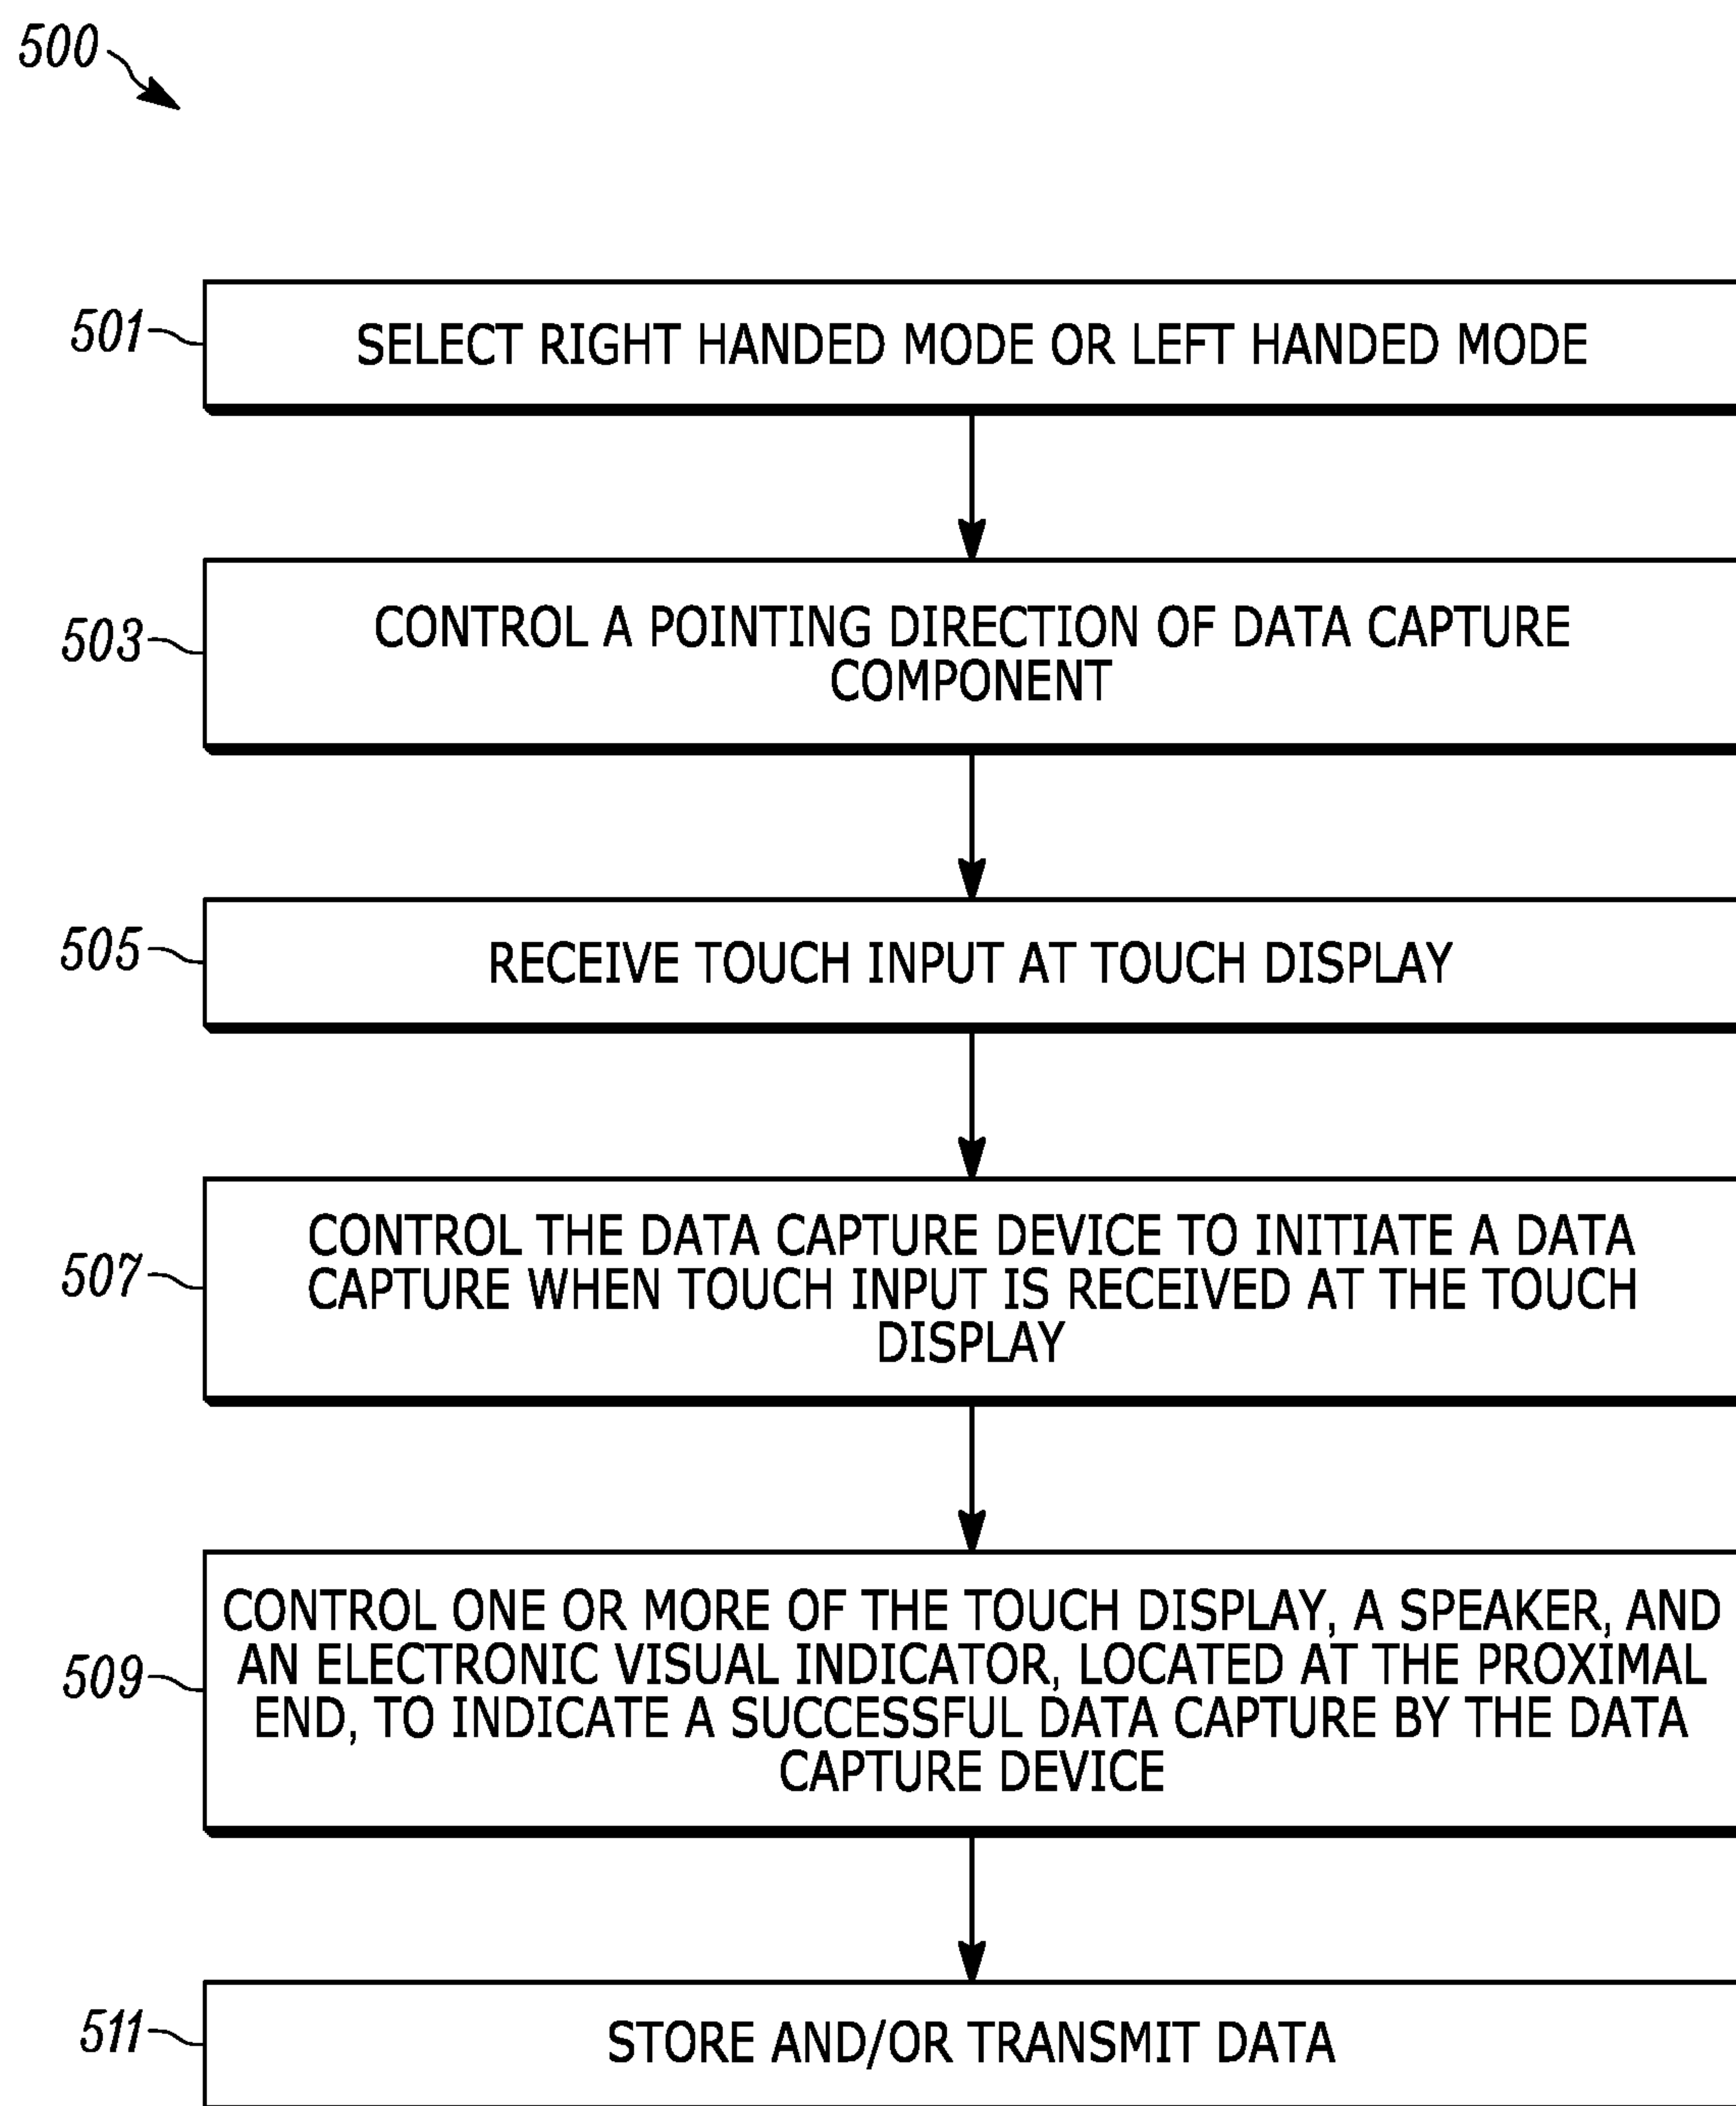 500
501
SELECT RIGHT HANDED MODE OR LEFT HANDED MODE
503
CONTROL A POINTING DIRECTION OF DATA CAPTURE
COMPONENT
505
RECEIVE TOUCH INPUT AT TOUCH DISPLAY
507
CONTROL THE DATA CAPTURE DEVICE TO INITIATE A DATA
CAPTURE WHEN TOUCH INPUT IS RECEIVED AT THE TOUCH
DISPLAY
509
CONTROL ONE OR MORE OF THE TOUCH DISPLAY, A SPEAKER, AND
AN ELECTRONIC VISUAL INDICATOR, LOCATED AT THE PROXIMAL
END, TO INDICATE A SUCCESSFUL DATA CAPTURE BY THE DATA
CAPTURE DEVICE
511
STORE AND/OR TRANSMIT DATA